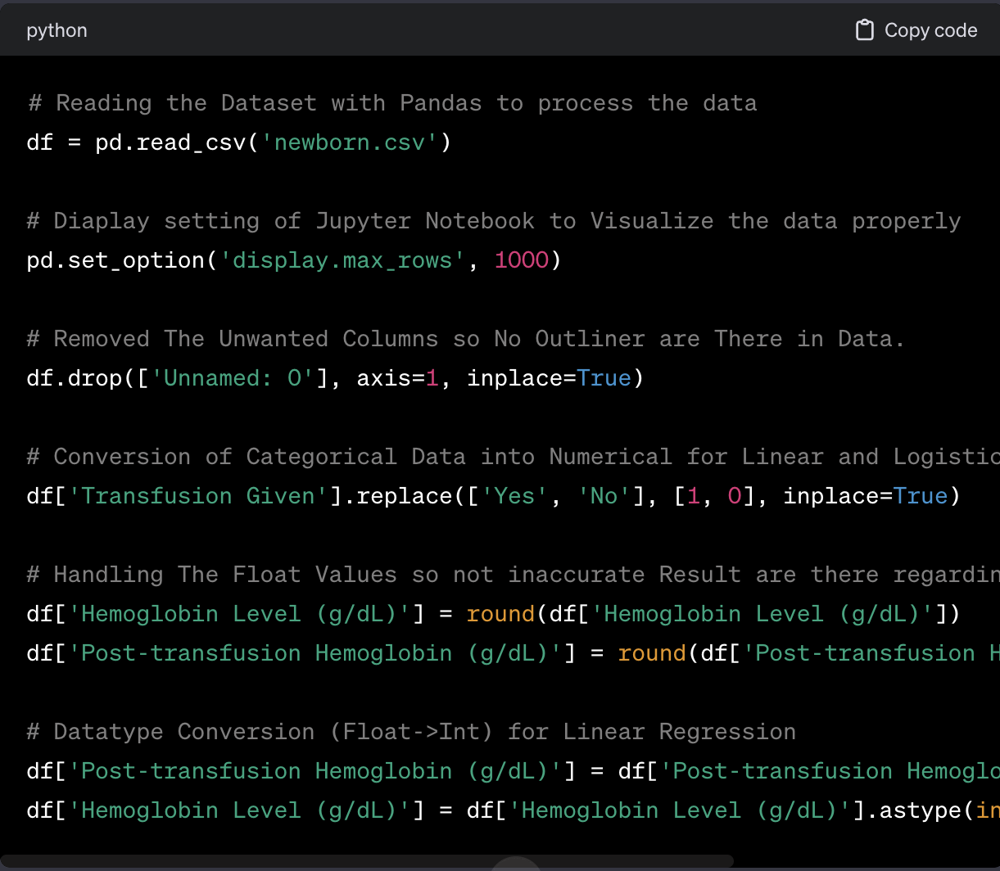 python
Copy code
# Reading the Dataset with Pandas to process the data
df = pd.read_csv('newborn.csv')
# Diaplay setting of Jupyter Notebook to Visualize the data properly
pd.set_option('display.max_rows', 1000)
# Removed The Unwanted Columns so No Outliner are There in Data.
df.drop(['Unnamed: 0'], axis=1, inplace=True)
# Conversion of Categorical Data into Numerical for Linear and Logistic
df['Transfusion Given'].replace(['Yes', 'No'], [1, 0], inplace=True)
# Handling The Float Values so not inaccurate Result are there regardin
df['Hemoglobin Level (g/dL)'] = round(df['Hemoglobin Level (g/dL)'])
df['Post-transfusion Hemoglobin (g/dL)'] = round(df['Post-transfusion H
# Datatype Conversion (Float->Int) for Linear Regression
df['Post-transfusion Hemoglobin (g/dL)'] = df['Post-transfusion Hemoglo
df['Hemoglobin Level (g/dL)'] = df['Hemoglobin Level (g/dL)'].astype(in